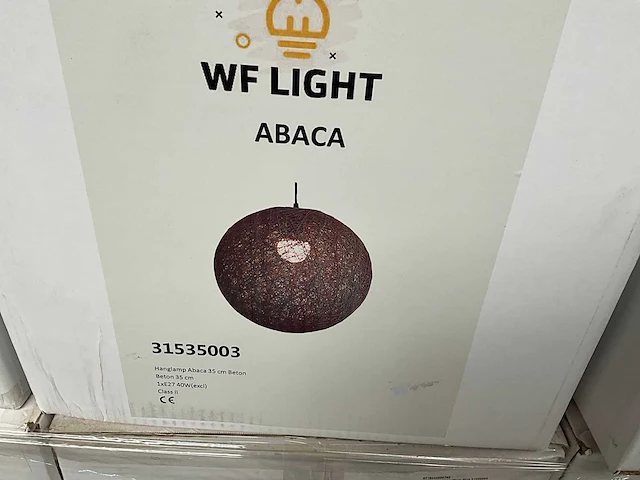 WF LIGHT
ABACA
31535003
Hanglamp Abaca 35 cm Beton
Beton 35 cm
1xE27 40W(excl)
Class II
CE